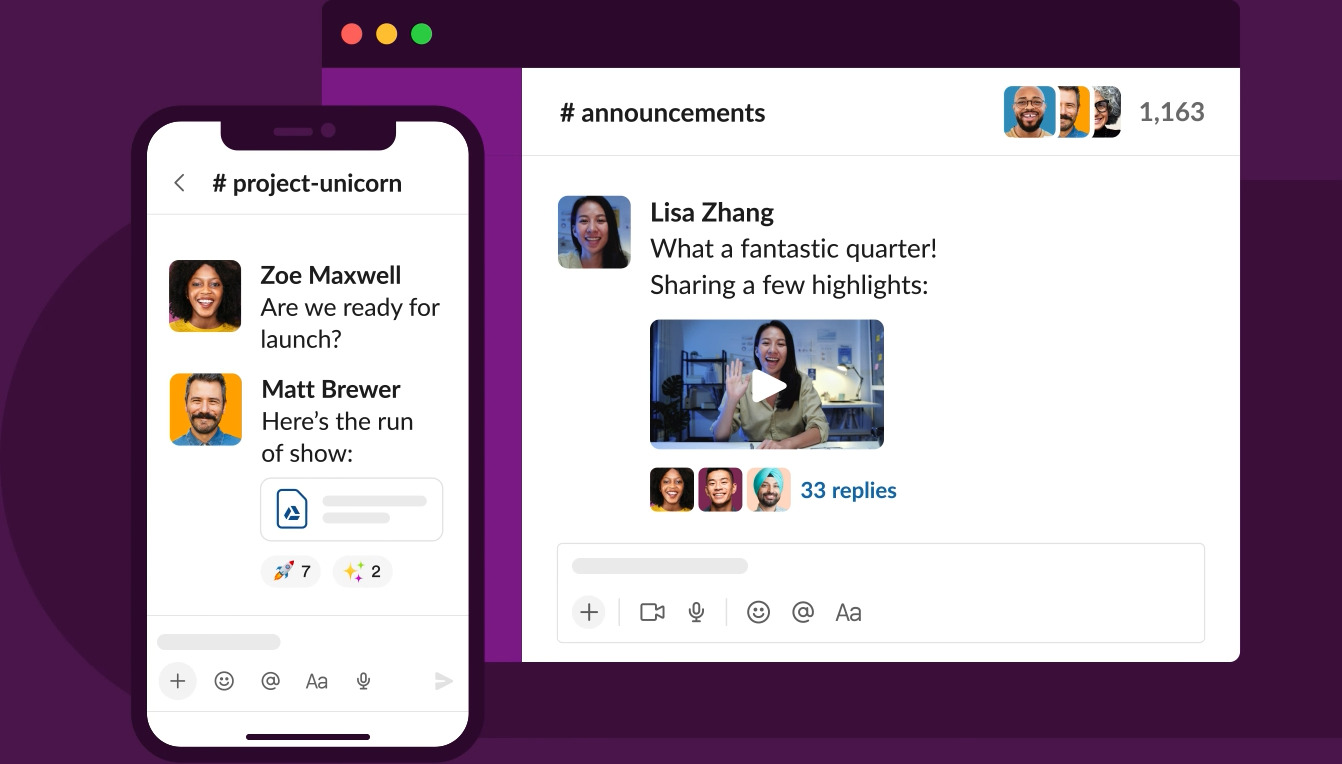 # announcements
1,163
Lisa Zhang
What a fantastic quarter!
Sharing a few highlights:
33 replies
Aa
# project-unicorn
Zoe Maxwell
Are we ready for
launch?
Matt Brewer
Here’s the run
of show:
7
2
Aa